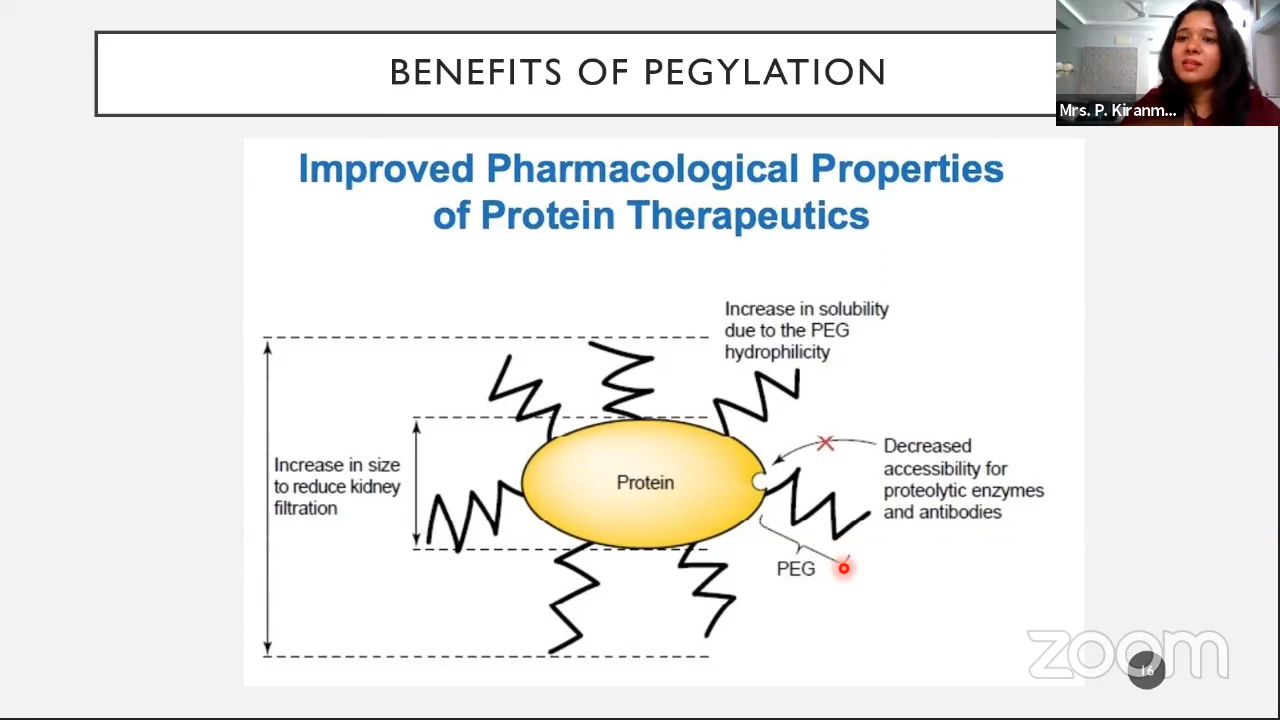 BENEFITS OF PEGYLATION
Mrs. P. Kiranm...
Improved Pharmacological Properties
of Protein Therapeutics
Increase in solubility
due to the PEG
hydrophilicity
Increase in size
to reduce kidney
filtration
Protein
Decreased
accessibility for
proteolytic enzymes
and antibodies
PEG
zoom
16